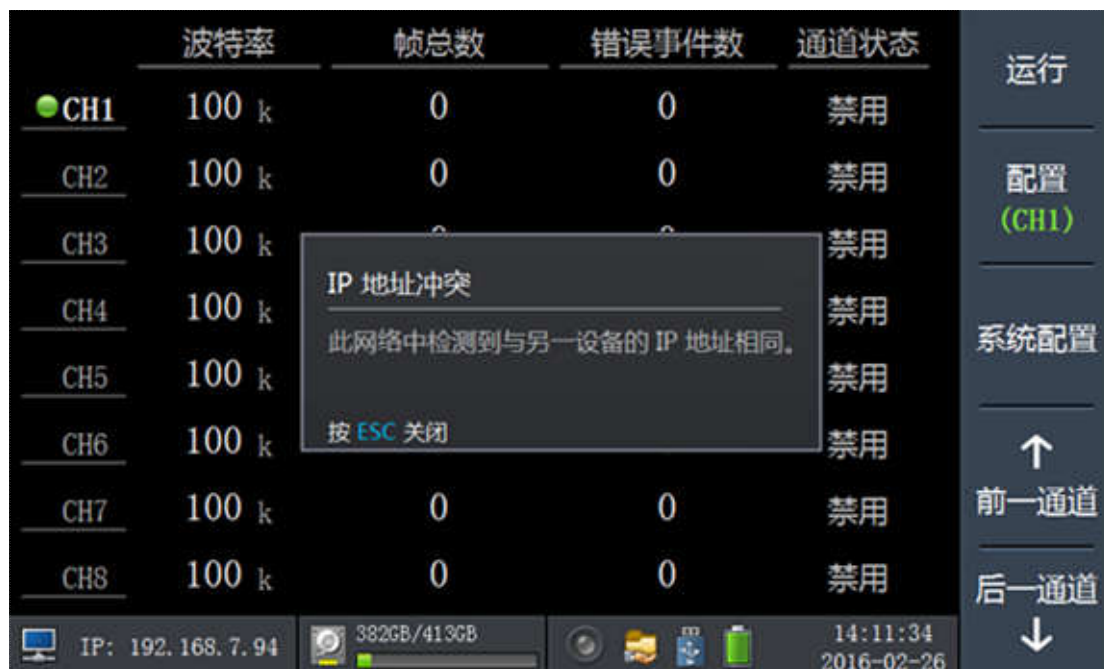 波特率 帧总数 错误事件数 通道状态
CH1 100 k 0 0 禁用
CH2 100 k 0 0 禁用
CH3 100 k 禁用
CH4 100 k 禁用
CH5 100 k 禁用
CH6 100 k 禁用
CH7 100 k 0 0 禁用
CH8 100 k 0 0 禁用
IP 地址冲突
此网络中检测到与另一设备的 IP 地址相同。
按 ESC 关闭
运行
配置
(CH1)
系统配置
↑
前一通道
后一通道
↓
IP: 192.168.7.94 382GB/413GB 14:11:34
2016-02-26